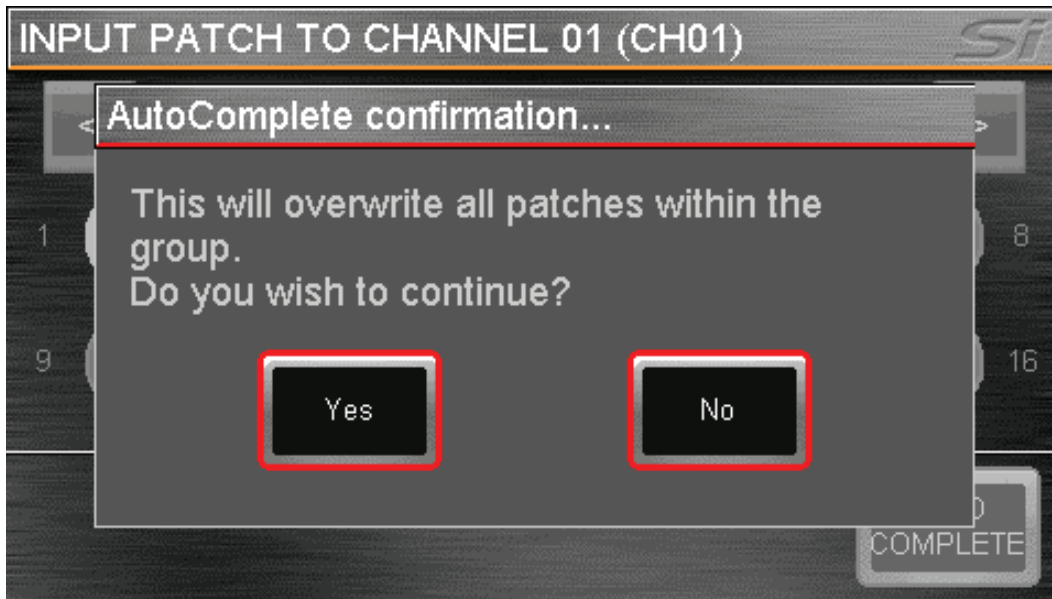 INPUT PATCH TO CHANNEL 01 (CH01)
Si
<
AutoComplete confirmation...
>
This will overwrite all patches within the
group.
Do you wish to continue?
1
8
9
16
Yes
No
COMPLETE